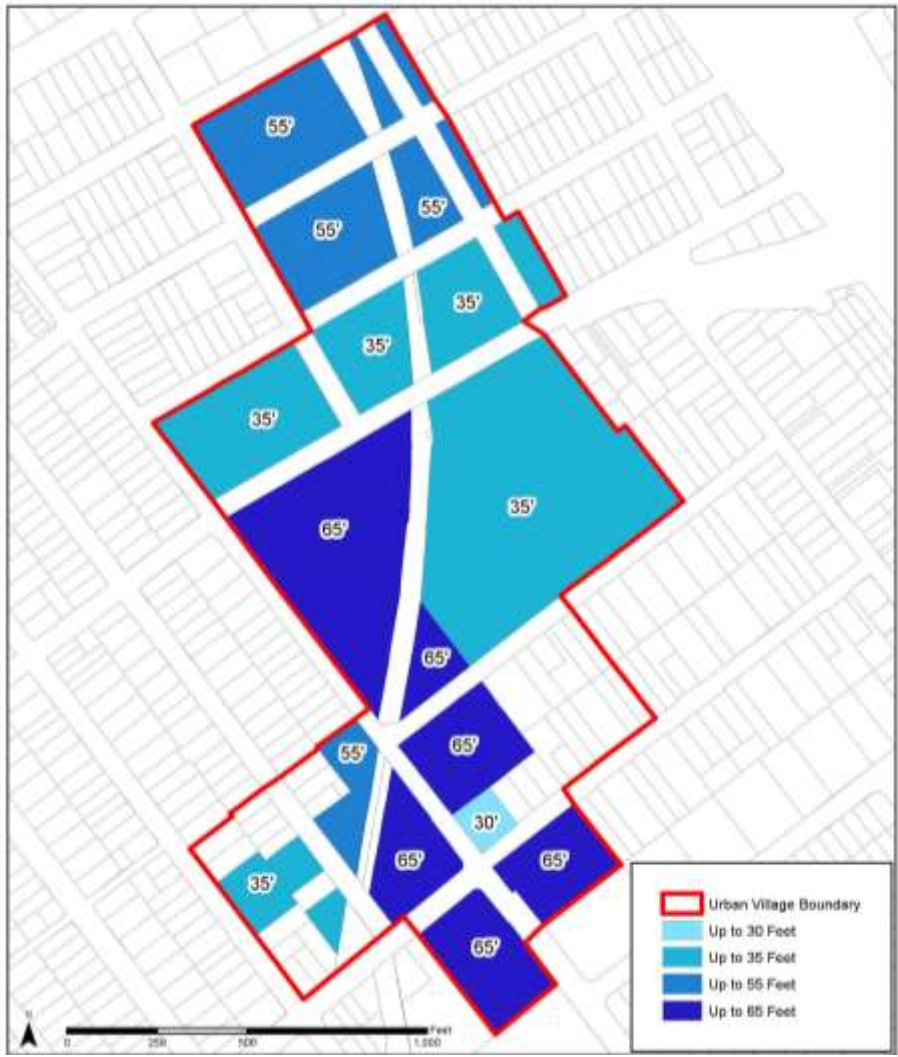 55'
55'
55'
35'
35'
35'
35'
65'
65'
55'
65'
30'
65'
65'
35'
65'
Urban Village Boundary
Up to 30 Feet
Up to 35 Feet
Up to 55 Feet
Up to 65 Feet
N
Feet
0 250 500 1,000